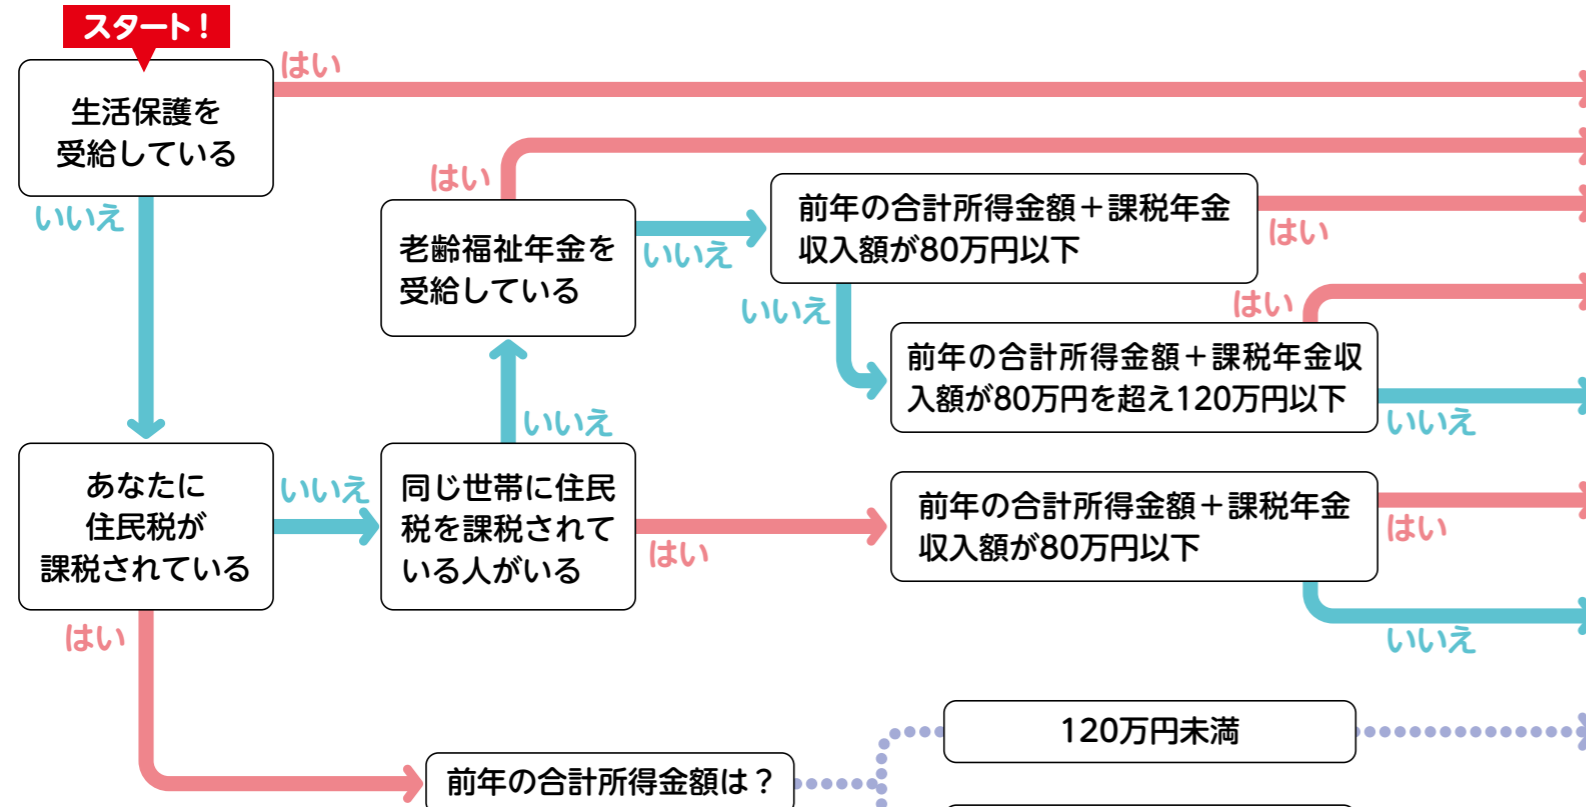 スタート！
生活保護を
受給している
はい
いいえ
あなたに
住民税が
課税されている
いいえ
はい
同じ世帯に住民
税を課税されて
いる人がいる
いいえ
はい
老齢福祉年金を
受給している
はい
いいえ
前年の合計所得金額＋課税年金
収入額が80万円以下
はい
いいえ
前年の合計所得金額＋課税年金収
入額が80万円を超え120万円以下
はい
いいえ
前年の合計所得金額＋課税年金
収入額が80万円以下
はい
いいえ
前年の合計所得金額は？
120万円未満